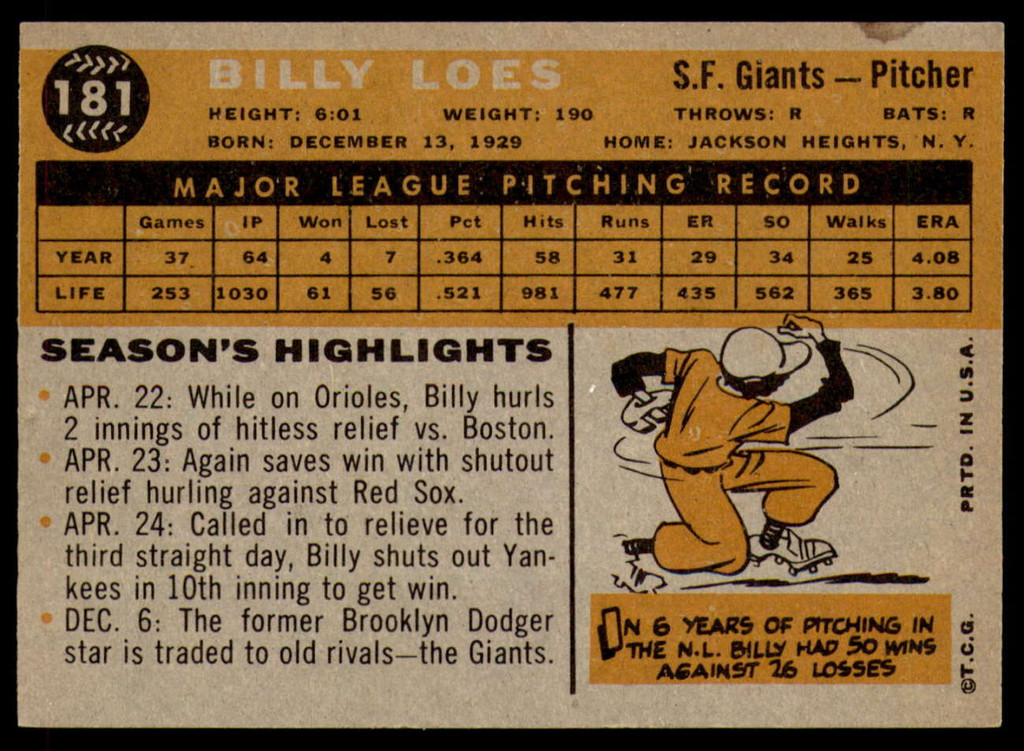 181
BILLY LOES
S.F. Giants — Pitcher
HEIGHT: 6:01 WEIGHT: 190 THROWS: R BATS: R
BORN: DECEMBER 13, 1929 HOME: JACKSON HEIGHTS, N. Y.
MAJOR LEAGUE PITCHING RECORD
Games IP Won Lost Pct Hits Runs ER SO Walks ERA
YEAR 37 64 4 7 .364 58 31 29 34 25 4.08
LIFE 253 1030 61 56 .521 981 477 435 562 365 3.80
SEASON'S HIGHLIGHTS
• APR. 22: While on Orioles, Billy hurls
2 innings of hitless relief vs. Boston.
• APR. 23: Again saves win with shutout
relief hurling against Red Sox.
• APR. 24: Called in to relieve for the
third straight day, Billy shuts out Yan-
kees in 10th inning to get win.
• DEC. 6: The former Brooklyn Dodger
star is traded to old rivals—the Giants.
ON 6 YEARS OF PITCHING IN
THE N.L. BILLY HAD 50 WINS
AGAINST 26 LOSSES
PRTD. IN U.S.A.
©T.C.G.